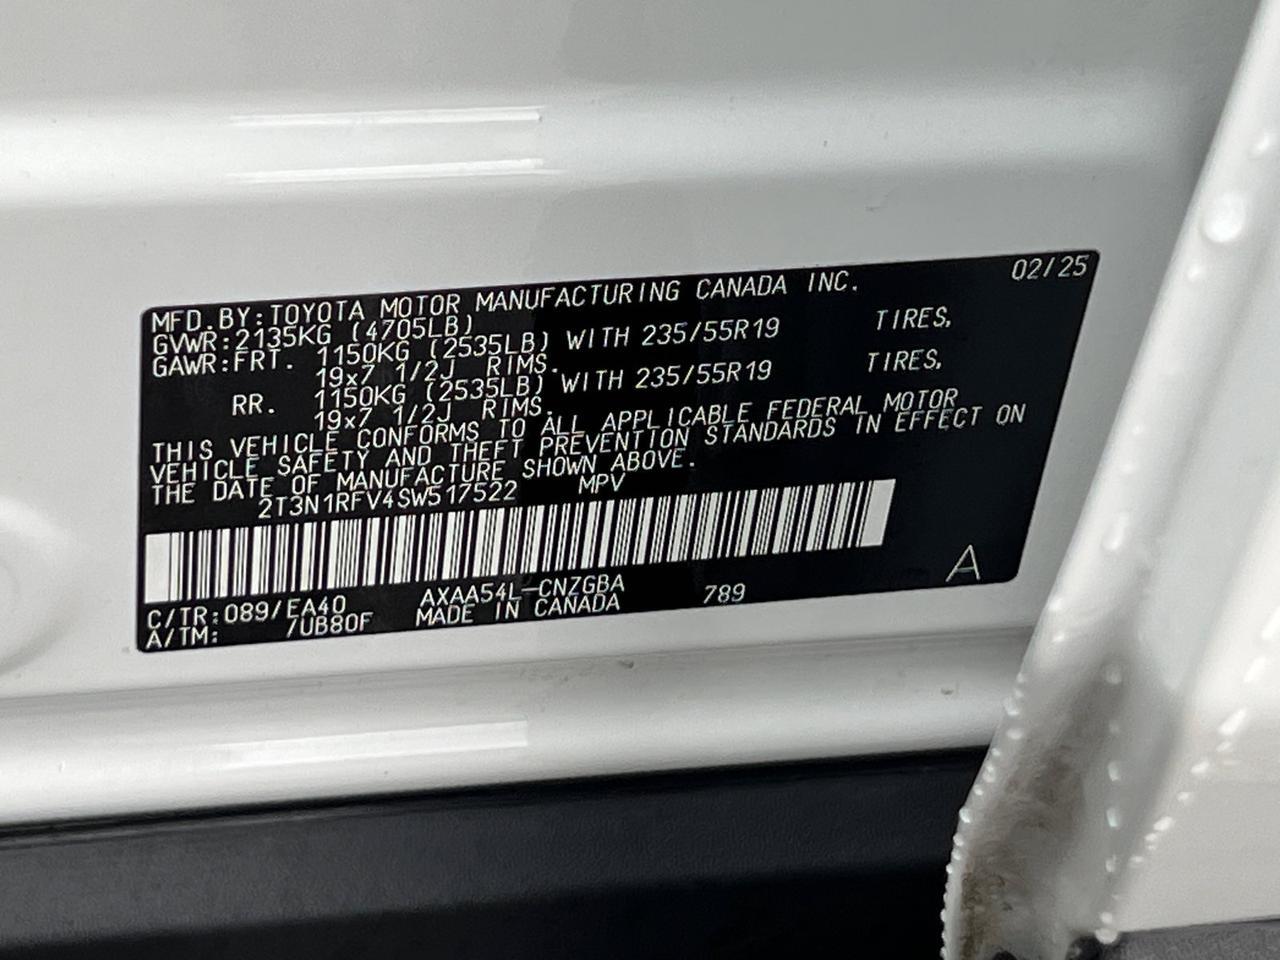 02/25
MFD.BY:TOYOTA MOTOR MANUFACTURING CANADA INC.
GVWR:2135KG (4705LB)
GAWR:FRT. 1150KG (2535LB) WITH 235/55R19 TIRES,
19x7 1/2J RIMS.
RR. 1150KG (2535LB) WITH 235/55R19 TIRES,
19x7 1/2J RIMS.
THIS VEHICLE CONFORMS TO ALL APPLICABLE FEDERAL MOTOR
VEHICLE SAFETY AND THEFT PREVENTION STANDARDS IN EFFECT ON
THE DATE OF MANUFACTURE SHOWN ABOVE.
2T3N1RFV4SW517522 MPV
C/TR:089/EA40 AXAA54L-CNZGBA 789 A
A/TM: /UB80F MADE IN CANADA